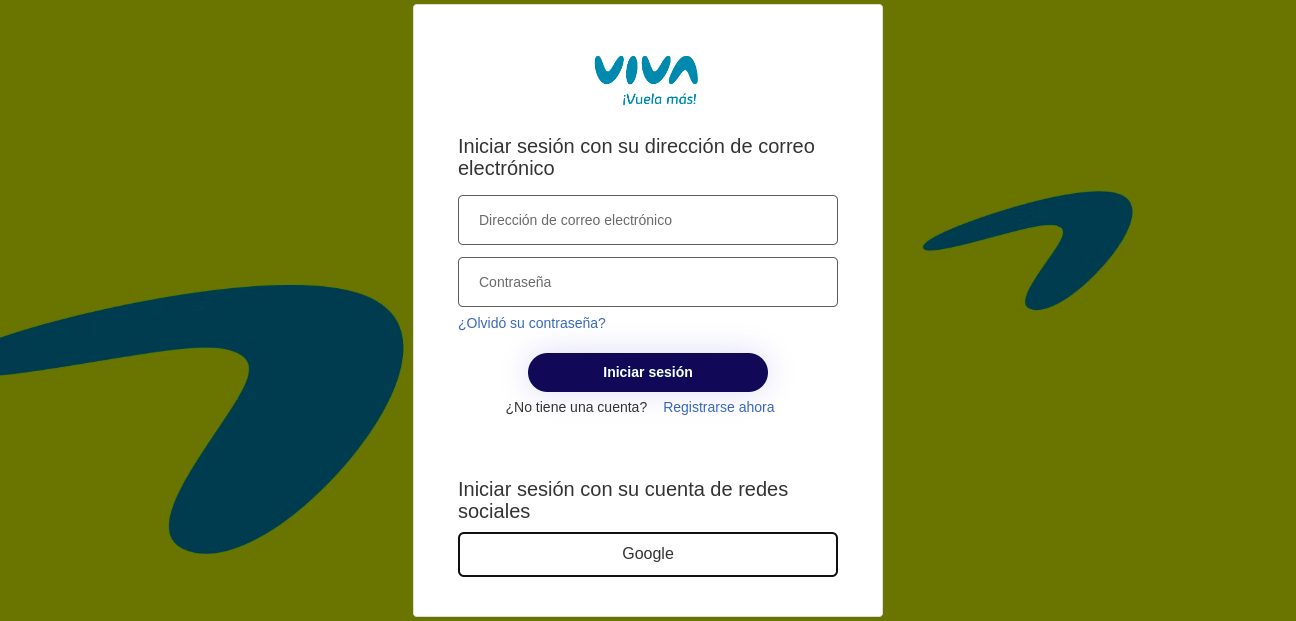 VIVA
¡Vuela más!
Iniciar sesión con su dirección de correo
electrónico
Dirección de correo electrónico
Contraseña
¿Olvidó su contraseña?
Iniciar sesión
¿No tiene una cuenta? Registrarse ahora
Iniciar sesión con su cuenta de redes
sociales
Google